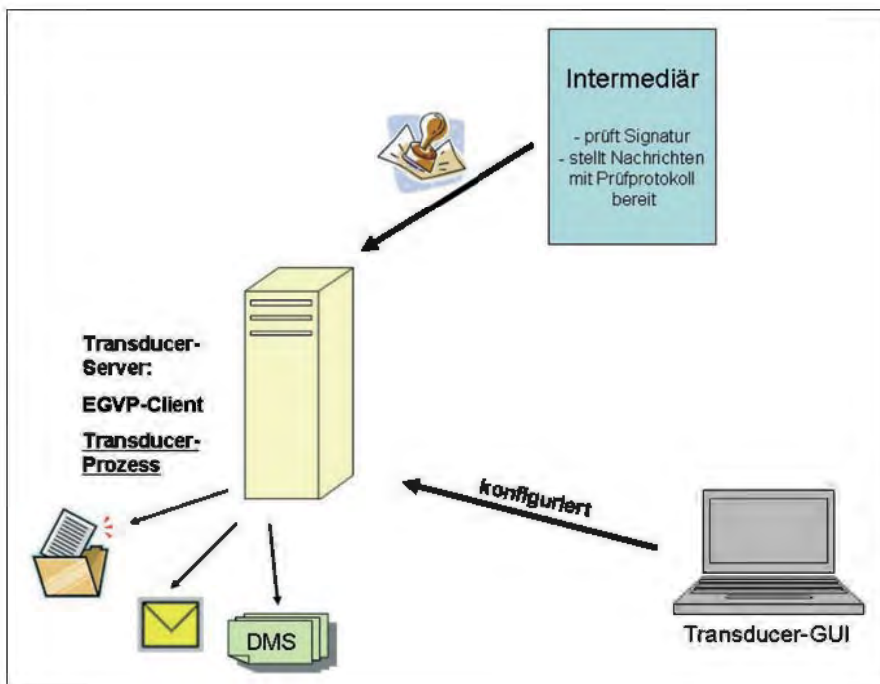 Intermediär
- prüft Signatur
- stellt Nachrichten
mit Prüfprotokoll
bereit
Transducer-
Server:
EGVP-Client
Transducer-
Prozess
konfiguriert
DMS
Transducer-GUI